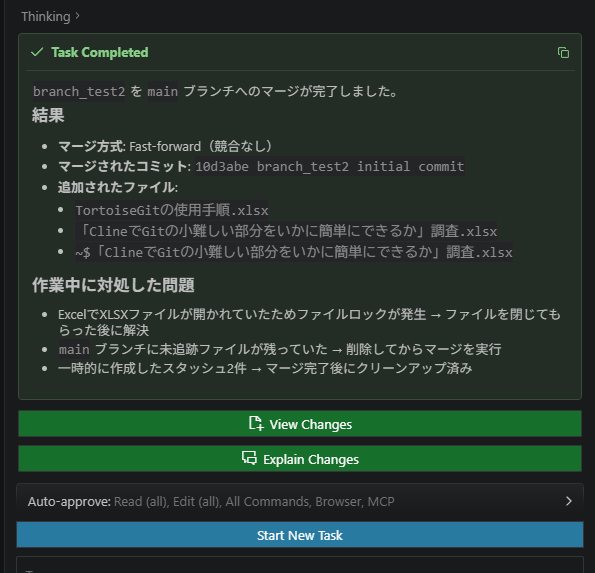 Thinking
Task Completed
branch_test2 を main ブランチへのマージが完了しました。
結果
マージ方式: Fast-forward（競合なし）
マージされたコミット: 10d3abe branch_test2 initial commit
追加されたファイル:
TortoiseGitの使用手順.xlsx
「ClineでGitの小難しい部分をいかに簡単にできるか」調査.xlsx
~$「ClineでGitの小難しい部分をいかに簡単にできるか」調査.xlsx
作業中に対処した問題
ExcelでXLSXファイルが開かれていたためファイルロックが発生 → ファイルを閉じても
らった後に解決
main ブランチに未追跡ファイルが残っていた → 削除してからマージを実行
一時的に作成したスタッシュ2件 → マージ完了後にクリーンアップ済み
View Changes
Explain Changes
Auto-approve: Read (all), Edit (all), All Commands, Browser, MCP
Start New Task